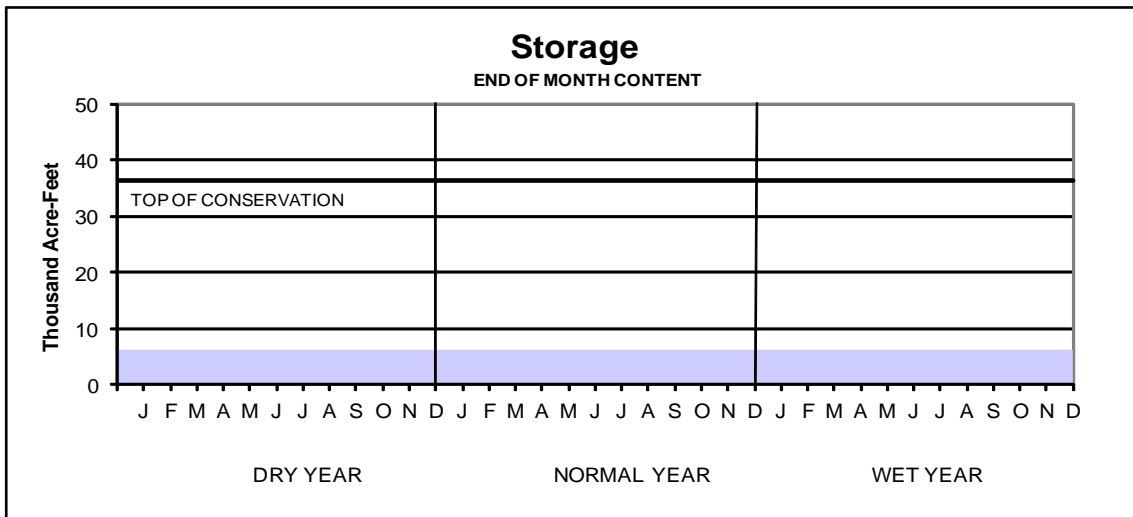 Storage
END OF MONTH CONTENT
Thousand Acre-Feet
50
40
TOP OF CONSERVATION
30
20
10
0
J F M A M J J A S O N D J F M A M J J A S O N D J F M A M J J A S O N D
DRY YEAR NORMAL YEAR WET YEAR